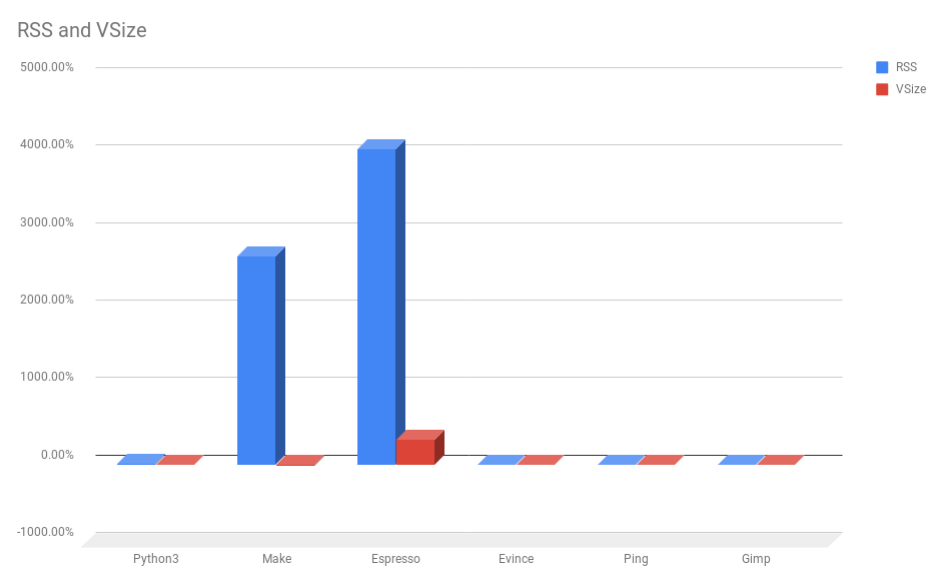 RSS and VSize
5000.00%
4000.00%
3000.00%
2000.00%
1000.00%
0.00%
-1000.00%
RSS
VSize
Python3
Make
Espresso
Evince
Ping
Gimp